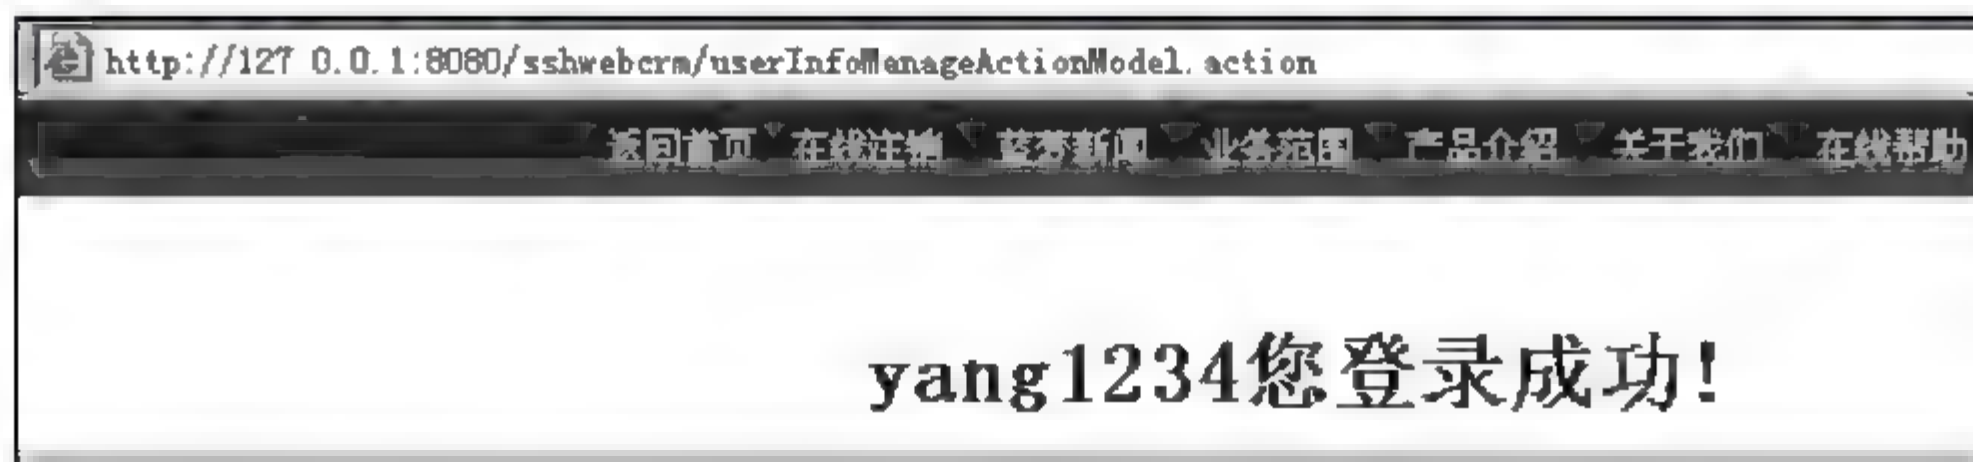 http://127.0.0.1:8080/sshwebcrm/userInfoManageActionModel.action
返回首页 在线注销 蓝梦新闻 业务范围 产品介绍 关于我们 在线帮助
yang1234您登录成功!